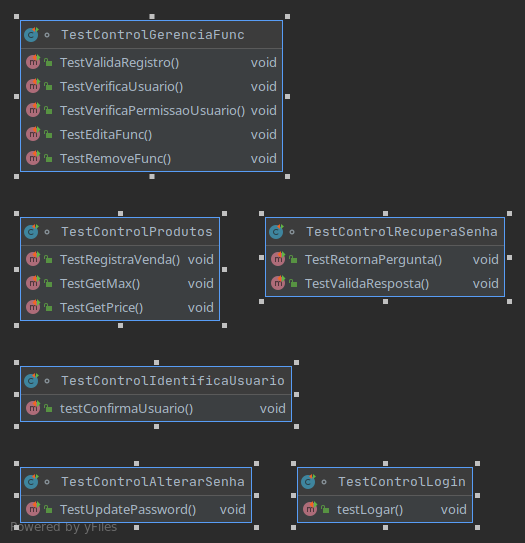 TestControlGerenciaFunc
TestValidaRegistro() void
TestVerificaUsuario() void
TestVerificaPermissaoUsuario() void
TestEditaFunc() void
TestRemoveFunc() void
TestControlProdutos
TestRegistraVenda() void
TestGetMax() void
TestGetPrice() void
TestControlRecuperaSenha
TestRetornaPergunta() void
TestValidaResposta() void
TestControlIdentificaUsuario
testConfirmaUsuario() void
TestControlAlterarSenha
TestUpdatePassword() void
TestControlLogin
testLogar() void
Powered by yFiles